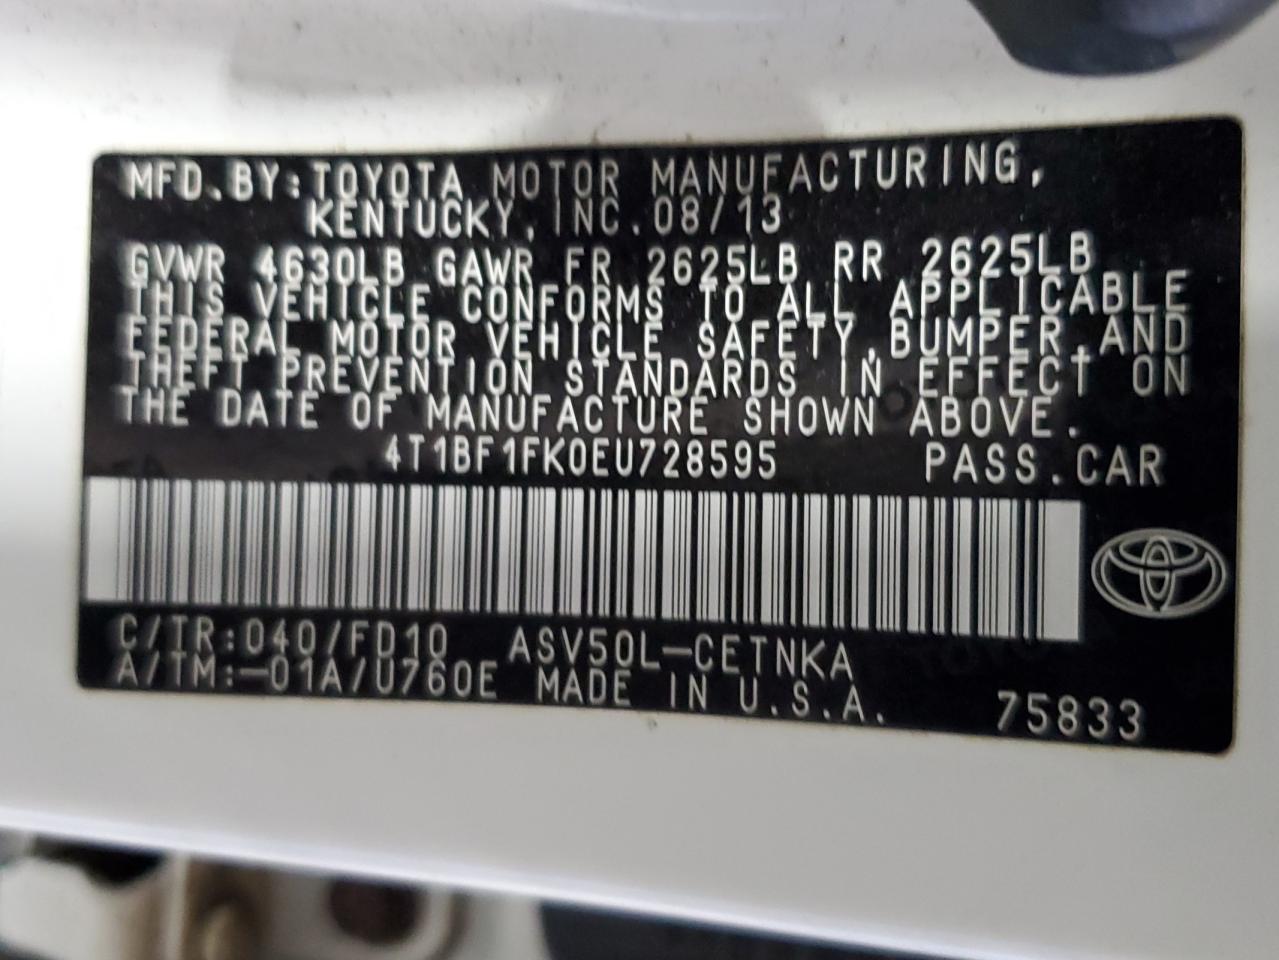 MFD.BY:TOYOTA MOTOR MANUFACTURING,
KENTUCKY,INC.08/13
GVWR 4630LB GAWR FR 2625LB RR 2625LB
THIS VEHICLE CONFORMS TO ALL APPLICABLE
FEDERAL MOTOR VEHICLE SAFETY,BUMPER,AND
THEFT PREVENTION STANDARDS IN EFFECT ON
THE DATE OF MANUFACTURE SHOWN ABOVE.
4T1BF1FK0EU728595 PASS.CAR
C/TR:040/FD10 ASV50L-CETNKA
A/TM:-01A/U760E MADE IN U.S.A. 75833